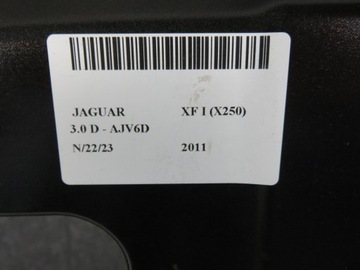 JAGUAR XF I (X250)
3.0 D - AJV6D
N/22/23 2011